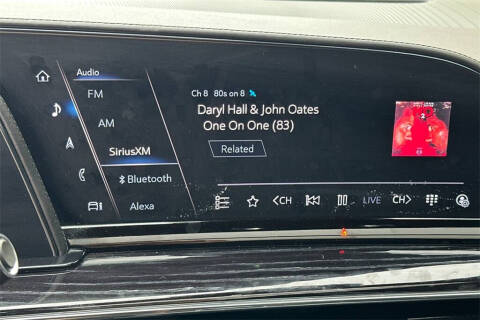 Audio
FM
AM
SiriusXM
Bluetooth
Alexa
Ch 8 80s on 8
Daryl Hall & John Oates
One On One (83)
Related
<CH
LIVE
CH>